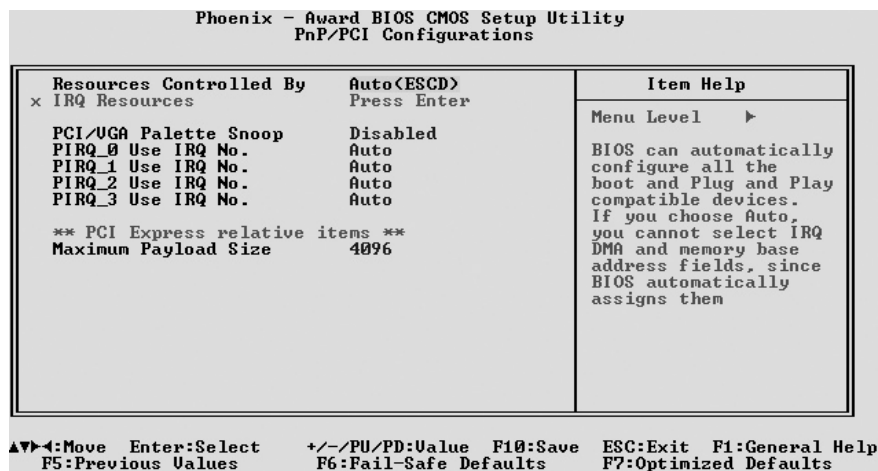 Phoenix - Award BIOS CMOS Setup Utility
PnP/PCI Configurations
Resources Controlled By Auto(ESCD)
x IRQ Resources Press Enter
PCI/VGA Palette Snoop Disabled
PIRQ_0 Use IRQ No. Auto
PIRQ_1 Use IRQ No. Auto
PIRQ_2 Use IRQ No. Auto
PIRQ_3 Use IRQ No. Auto
** PCI Express relative items **
Maximum Payload Size 4096
Item Help
Menu Level ►
BIOS can automatically
configure all the
boot and Plug and Play
compatible devices.
If you choose Auto,
you cannot select IRQ
DMA and memory base
address fields, since
BIOS automatically
assigns them
▲▼►◄:Move Enter:Select +/-/PU/PD:Value F10:Save ESC:Exit F1:General Help
F5:Previous Values F6:Fail-Safe Defaults F7:Optimized Defaults